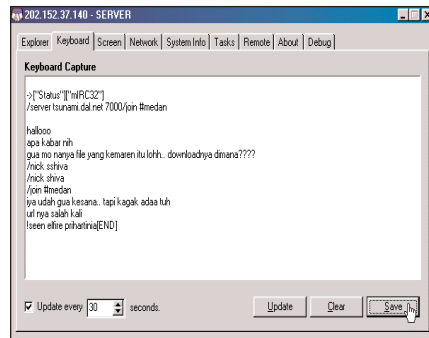 202.152.37.140 - SERVER
Explorer Keyboard Screen Network System Info Tasks Remote About Debug
Keyboard Capture
->["Status"]["mIRC32"]
/server tsunami.dal.net 7000/join #medan
hallooo
apa kabar nih
gua mo nanya file yang kemaren itu lohh.. downloadnya dimana????
/nick sshiva
/nick shiva
/join #medan
iya udah gua kesana.. tapi kagak adaa tuh
url nya salah kali
!seen elfire prihartinia[END]
Update every 30 seconds. Update Clear Save